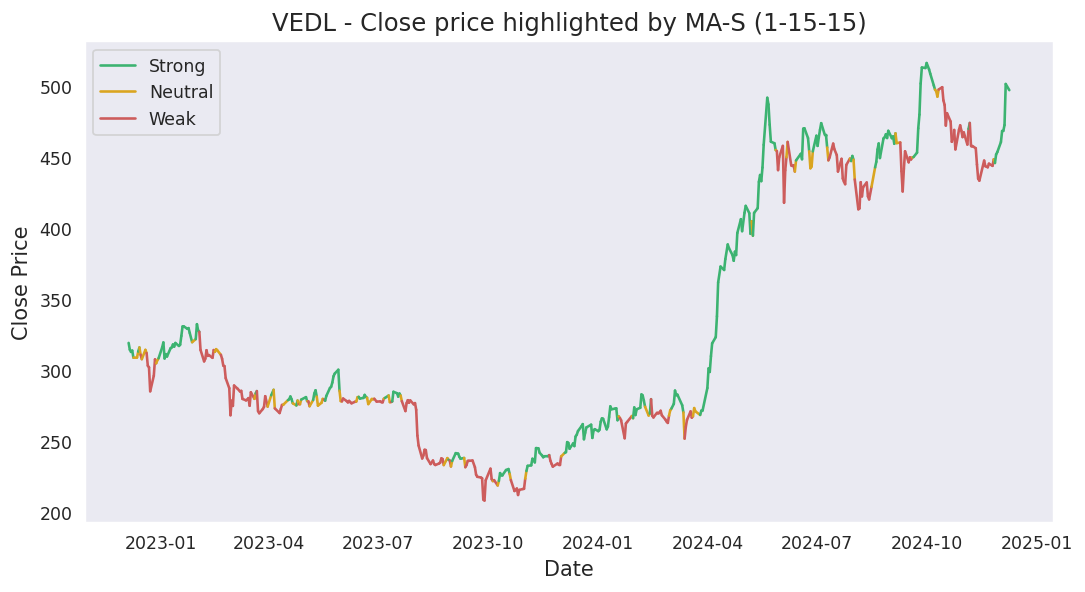 VEDL - Close price highlighted by MA-S (1-15-15)
Strong
Neutral
Weak
Close Price
500
450
400
350
300
250
200
2023-01 2023-04 2023-07 2023-10 2024-01 2024-04 2024-07 2024-10 2025-01
Date